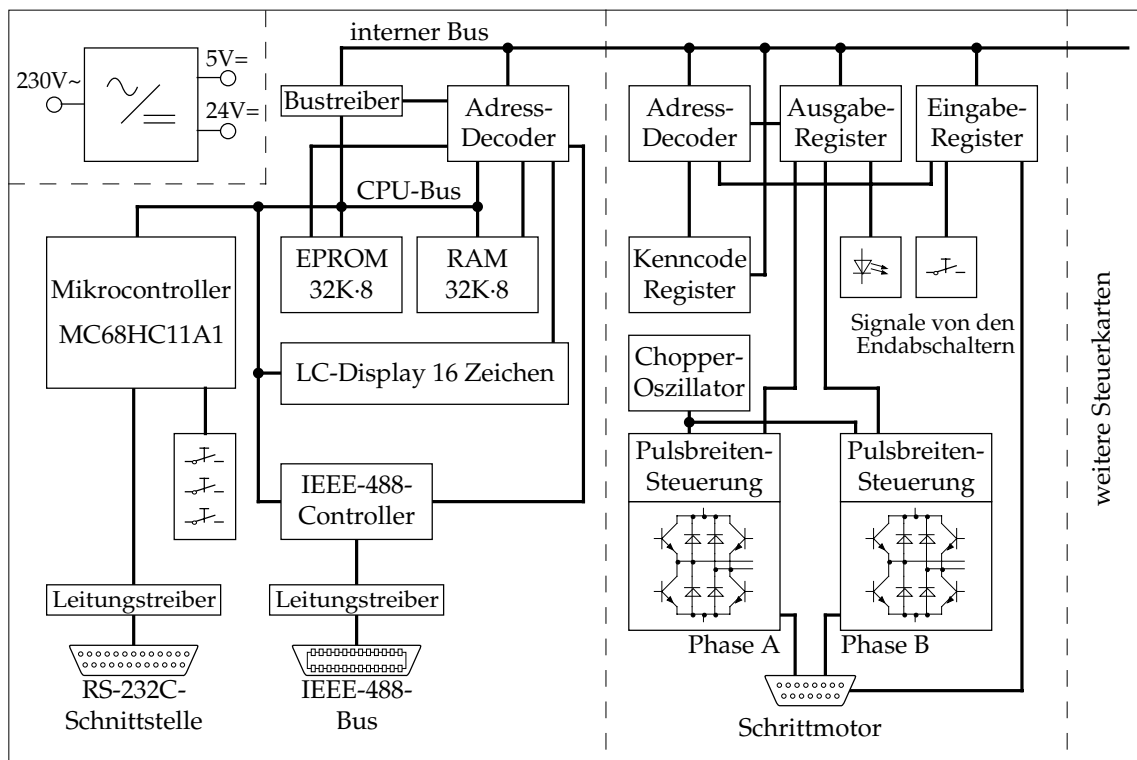 interner Bus
230V~
5V=
24V=
Bustreiber
Adress-
Decoder
CPU-Bus
Mikrocontroller
MC68HC11A1
EPROM
32K·8
RAM
32K·8
LC-Display 16 Zeichen
IEEE-488-
Controller
Leitungstreiber
Leitungstreiber
RS-232C-
Schnittstelle
IEEE-488-
Bus
Adress-
Decoder
Ausgabe-
Register
Eingabe-
Register
Kenncode
Register
Signale von den
Endabschaltern
Chopper-
Oszillator
Pulsbreiten-
Steuerung
Pulsbreiten-
Steuerung
Phase A
Phase B
Schrittmotor
weitere Steuerkarten